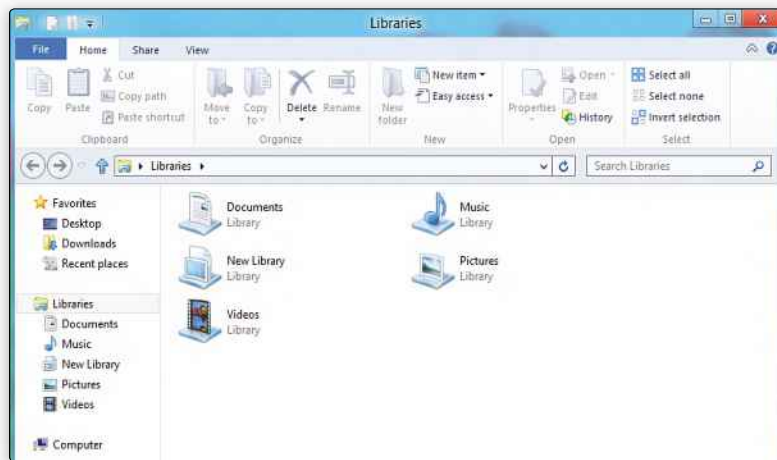 Libraries
File Home Share View
Copy Paste Cut Copy path Paste shortcut
Move to Copy to Delete Rename
New folder New item Easy access
Properties Open Edit History
Select all Select none Invert selection
Clipboard Organize New Open Select
Libraries Search Libraries
Favorites
Desktop
Downloads
Recent places
Libraries
Documents
Music
New Library
Pictures
Videos
Computer
Documents
Library
Music
Library
New Library
Library
Pictures
Library
Videos
Library